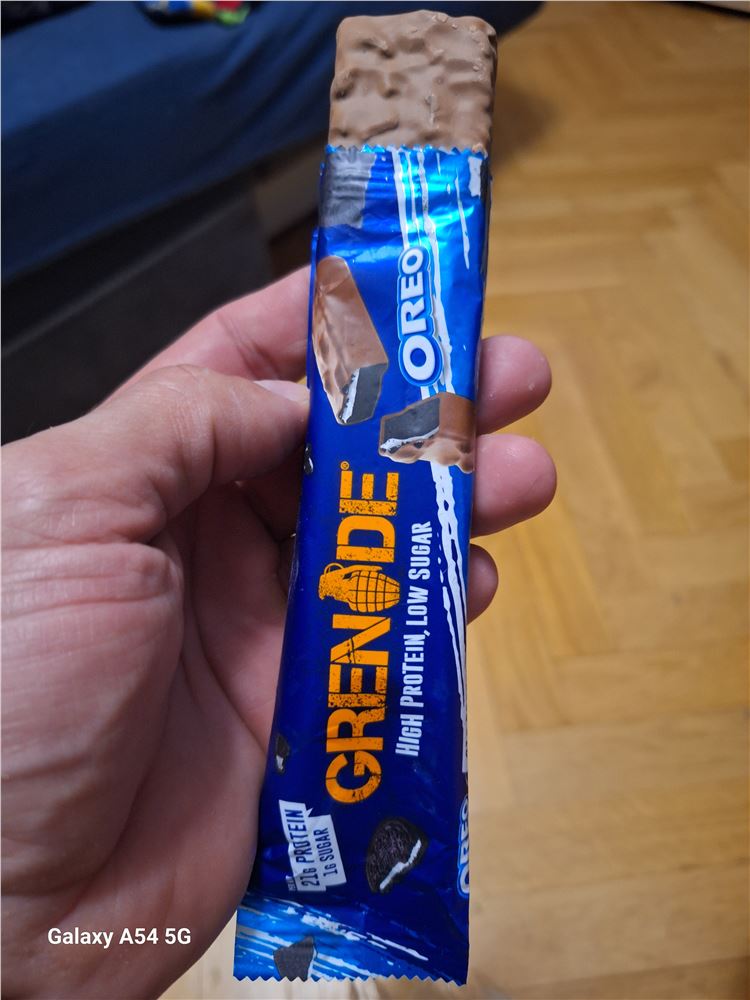 OREO
GRENADE®
HIGH PROTEIN, LOW SUGAR
21G PROTEIN
1G SUGAR
OREO
Galaxy A54 5G